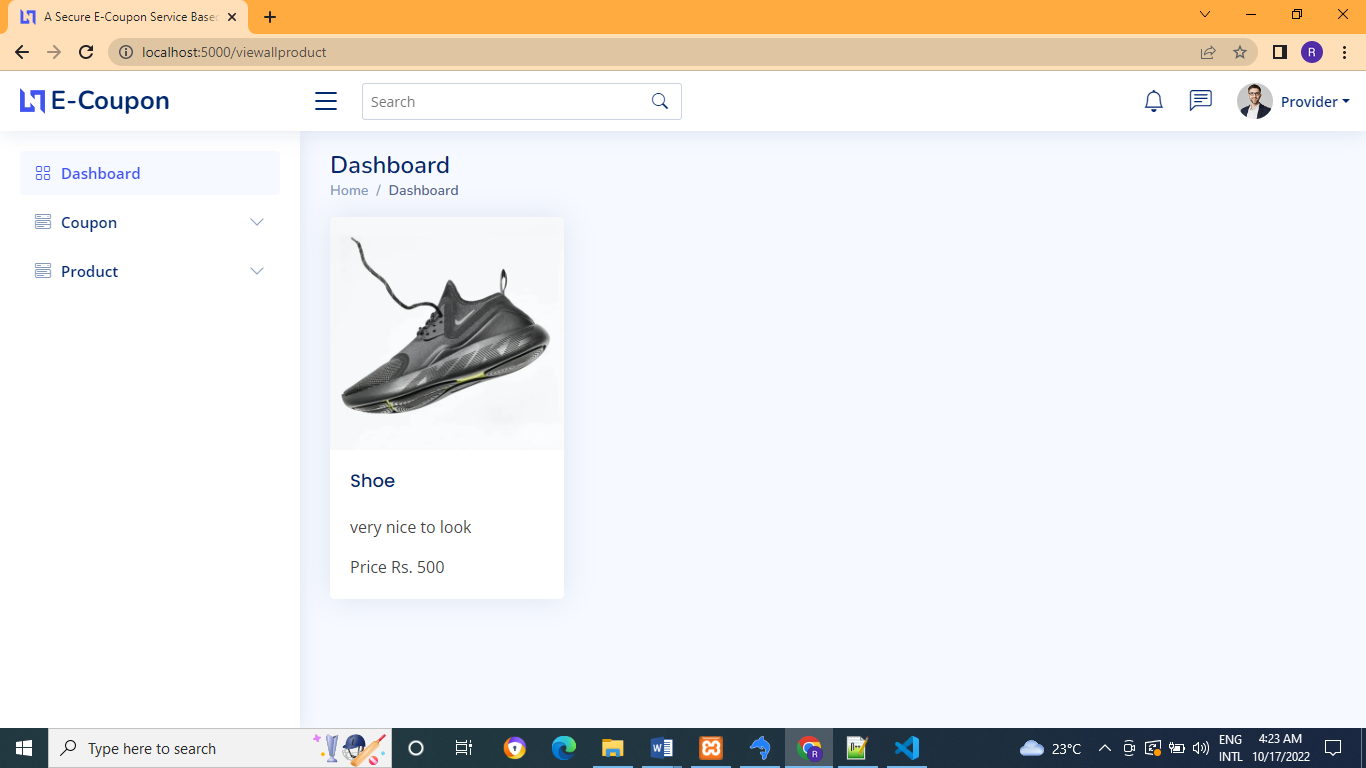 A Secure E-Coupon Service Base
localhost:5000/viewallproduct
R
E-Coupon
Search
Provider
Dashboard
Coupon
Product
Dashboard
Home / Dashboard
Shoe
very nice to look
Price Rs. 500
Type here to search
23°C
ENG
INTL
4:23 AM
10/17/2022